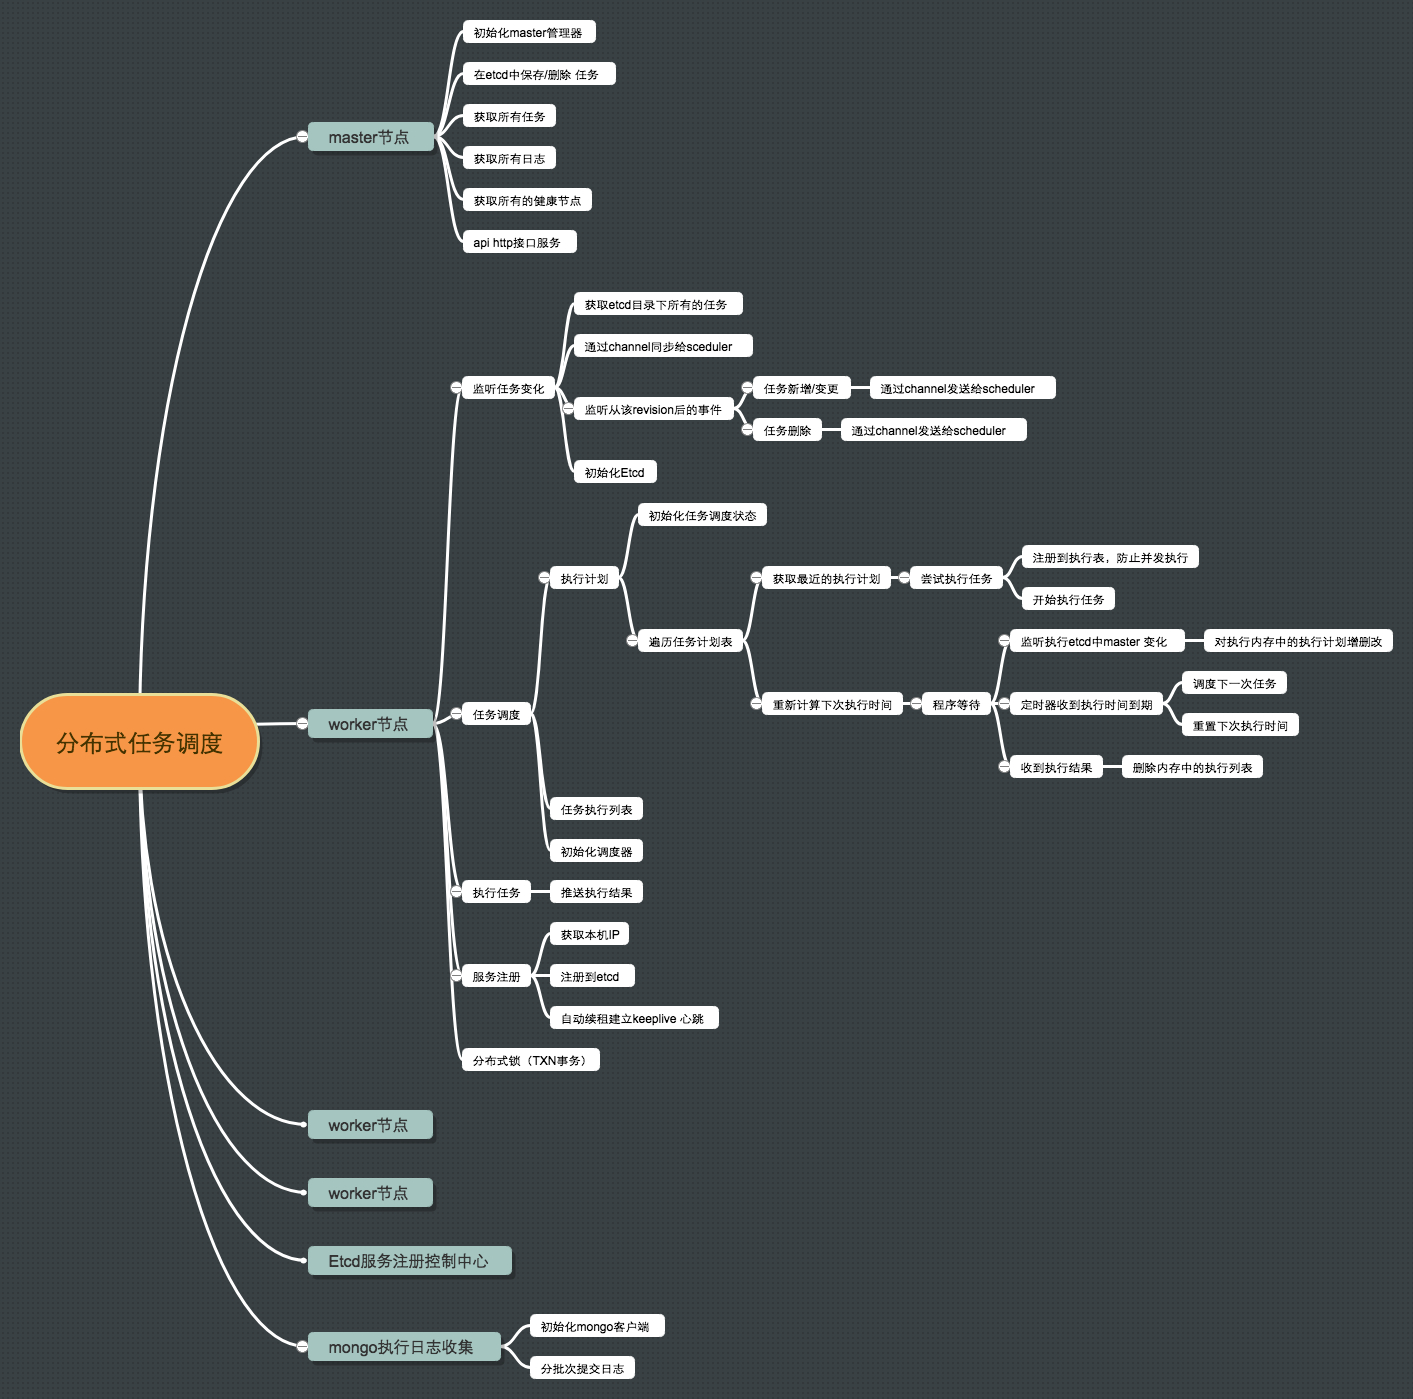 分布式任务调度
master节点
初始化master管理器
在etcd中保存/删除 任务
获取所有任务
获取所有日志
获取所有的健康节点
api http接口服务
worker节点
监听任务变化
获取etcd目录下所有的任务
通过channel同步给sceduler
监听从该revision后的事件
任务新增/变更
通过channel发送给scheduler
任务删除
通过channel发送给scheduler
初始化Etcd
任务调度
执行计划
初始化任务调度状态
遍历任务计划表
获取最近的执行计划
尝试执行任务
注册到执行表，防止并发执行
开始执行任务
重新计算下次执行时间
程序等待
监听执行etcd中master 变化
对执行内存中的执行计划增删改
定时器收到执行时间到期
调度下一次任务
重置下次执行时间
收到执行结果
删除内存中的执行列表
任务执行列表
初始化调度器
执行任务
推送执行结果
服务注册
获取本机IP
注册到etcd
自动续租建立keeplive 心跳
分布式锁（TXN事务）
worker节点
worker节点
Etcd服务注册控制中心
mongo执行日志收集
初始化mongo客户端
分批次提交日志